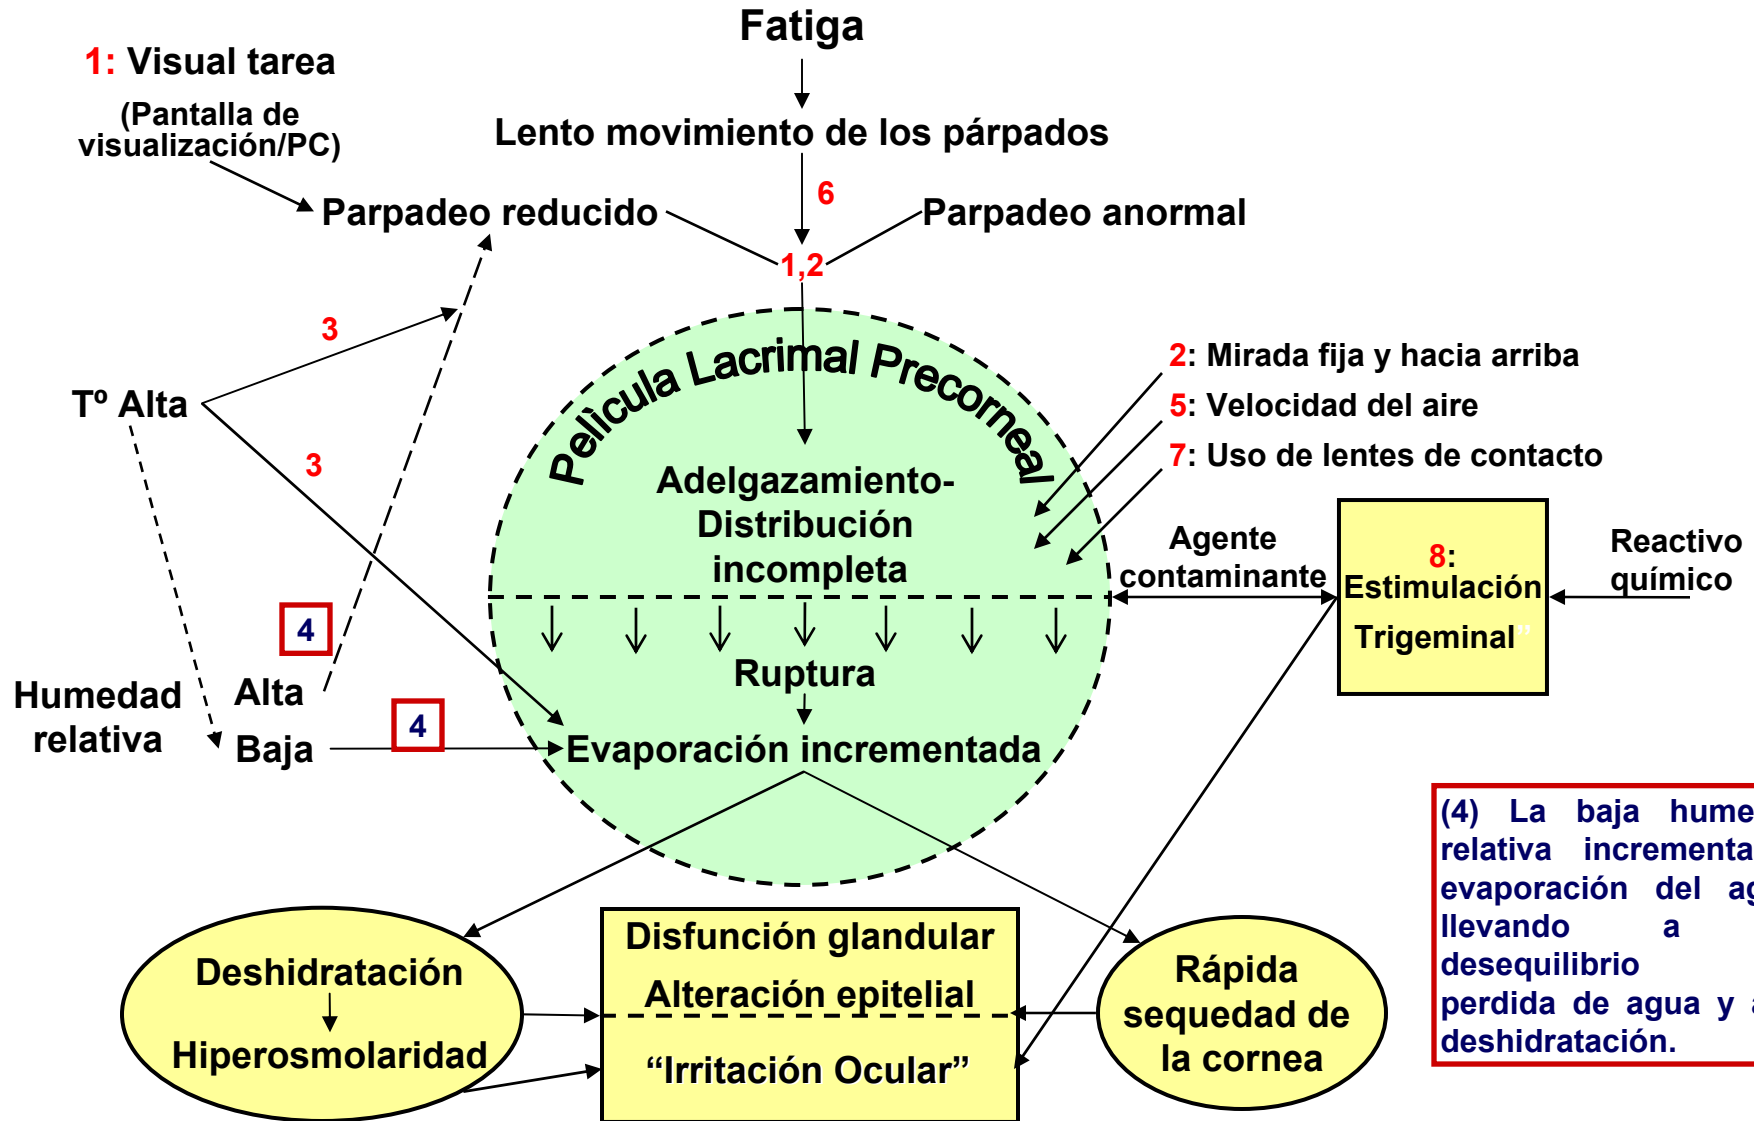 Fatiga
1: Visual tarea
(Pantalla de
visualización/PC)
Lento movimiento de los párpados
6
Parpadeo reducido
Parpadeo anormal
1,2
3
Tº Alta
3
Pelìcula Lacrimal Precorneal
2: Mirada fija y hacia arriba
5: Velocidad del aire
7: Uso de lentes de contacto
Adelgazamiento-
Distribución
incompleta
Agente
contaminante
8:
Estimulación
Trigeminal”
Reactivo
químico
4
Humedad
relativa
Alta
Baja
4
Ruptura
Evaporación incrementada
(4) La baja
relativa incrementa
evaporación del
llevando a
desequilibrio
perdida de agua y
deshidratación.
Deshidratación
Hiperosmolaridad
Disfunción glandular
Alteración epitelial
“Irritación Ocular”
Rápida
sequedad de
la cornea